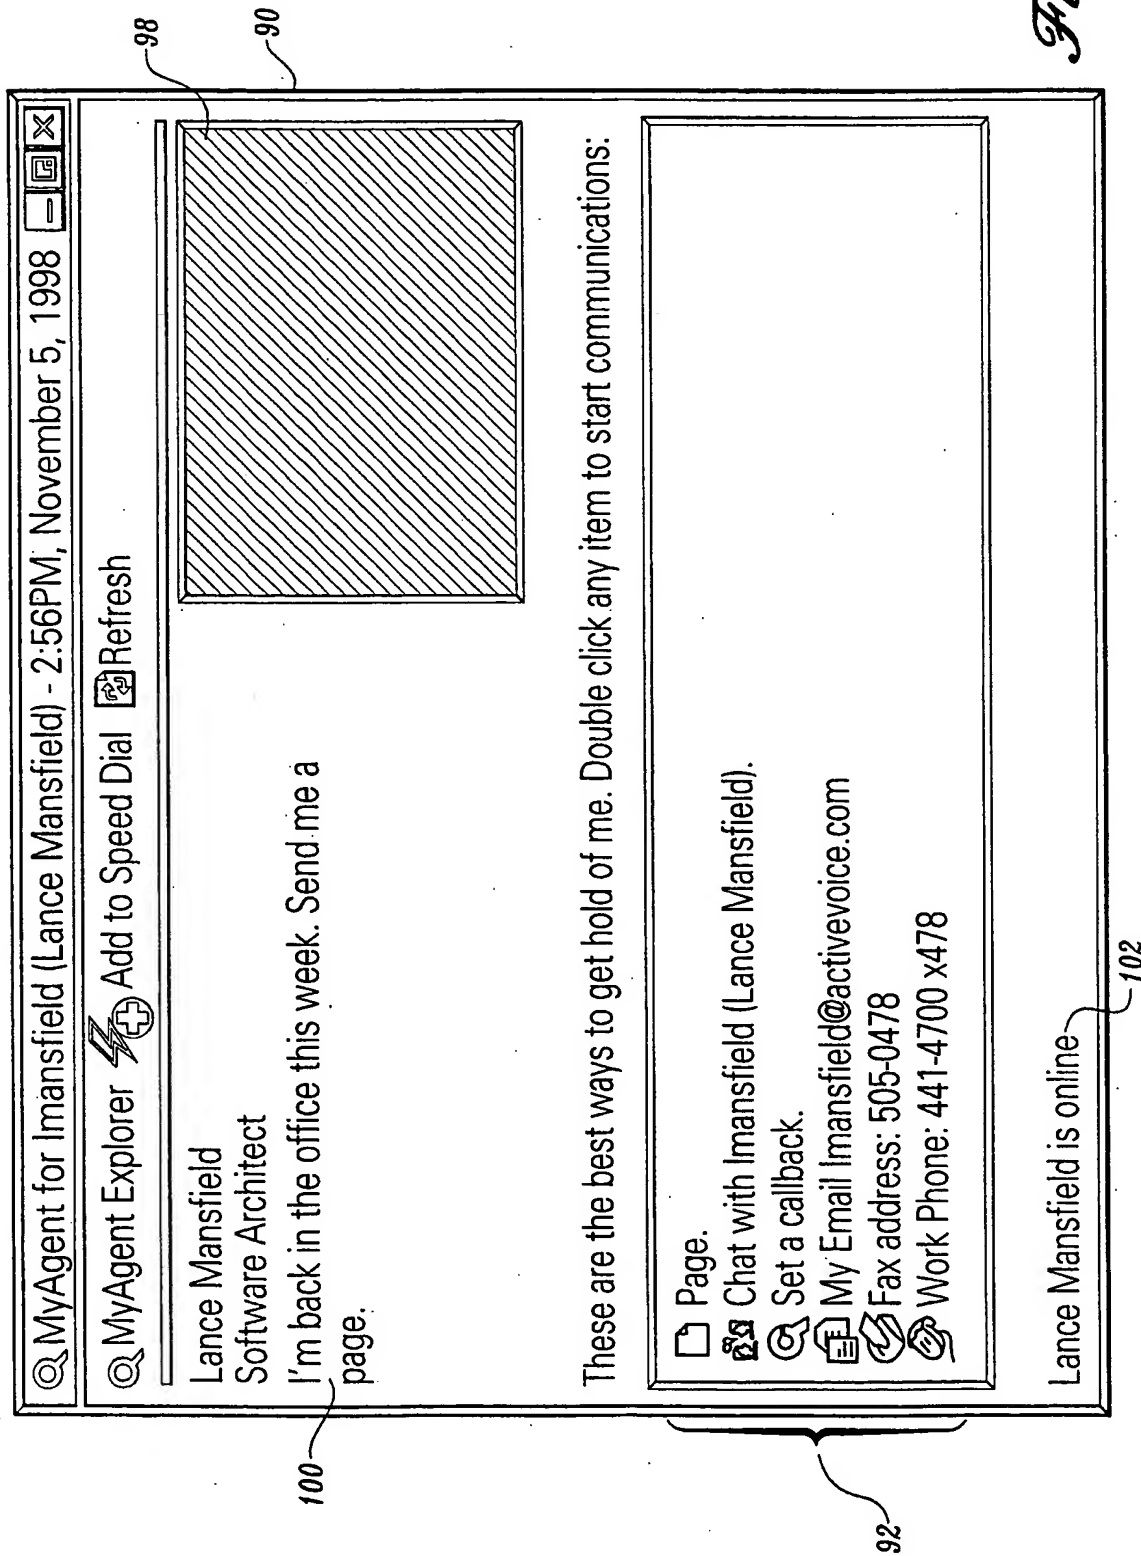 MyAgent for lmansfield (Lance Mansfield) - 2:56PM, November 5, 1998
MyAgent Explorer Add to Speed Dial Refresh
Lance Mansfield
Software Architect
I'm back in the office this week. Send me a
page.
These are the best ways to get hold of me. Double click any item to start communications:
Page.
Chat with lmansfield (Lance Mansfield).
Set a callback.
My Email lmansfield@activevoice.com
Fax address: 505-0478
Work Phone: 441-4700 x478
Lance Mansfield is online
98
90
100
92
102